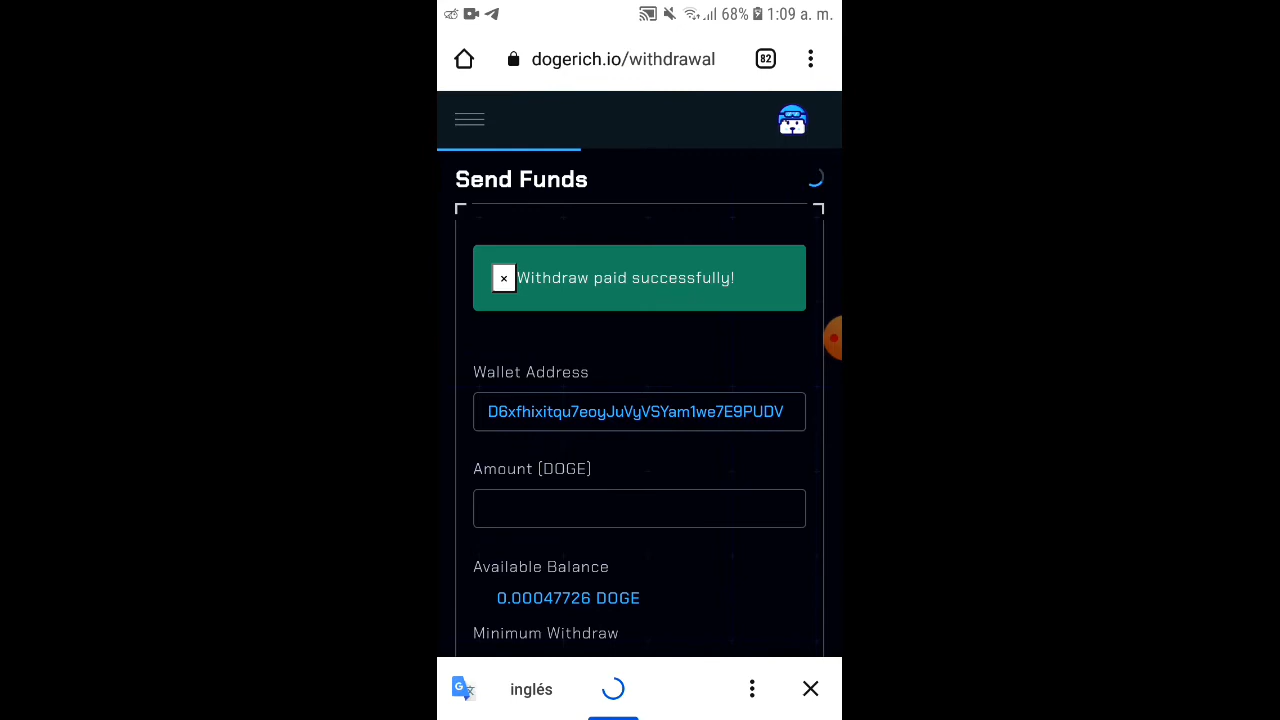 68% 1:09 a. m.
dogerich.io/withdrawal
82
Send Funds
× Withdraw paid successfully!
Wallet Address
D6xfhixitqu7eoyJuVyVSYam1we7E9PUDV
Amount [DOGE]
Available Balance
0.00047726 DOGE
Minimum Withdraw
inglés